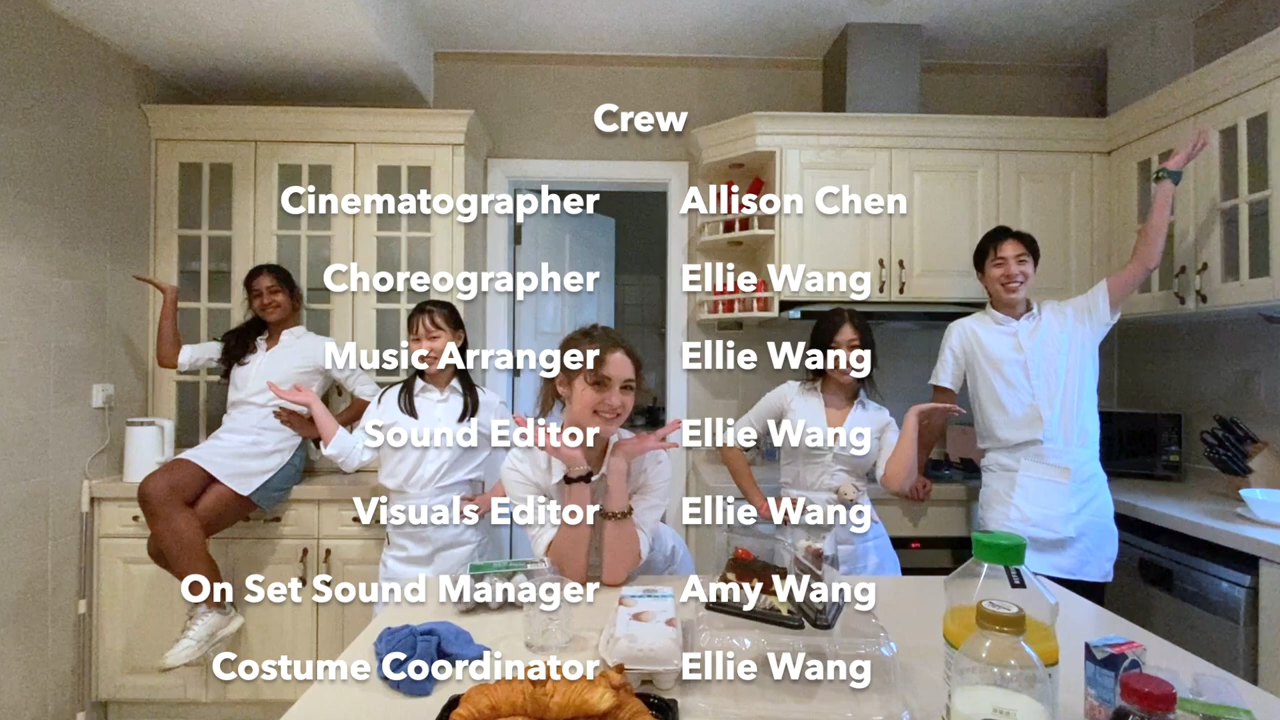 Crew
Cinematographer Allison Chen
Choreographer Ellie Wang
Music Arranger Ellie Wang
Sound Editor Ellie Wang
Visuals Editor Ellie Wang
On Set Sound Manager Amy Wang
Costume Coordinator Ellie Wang